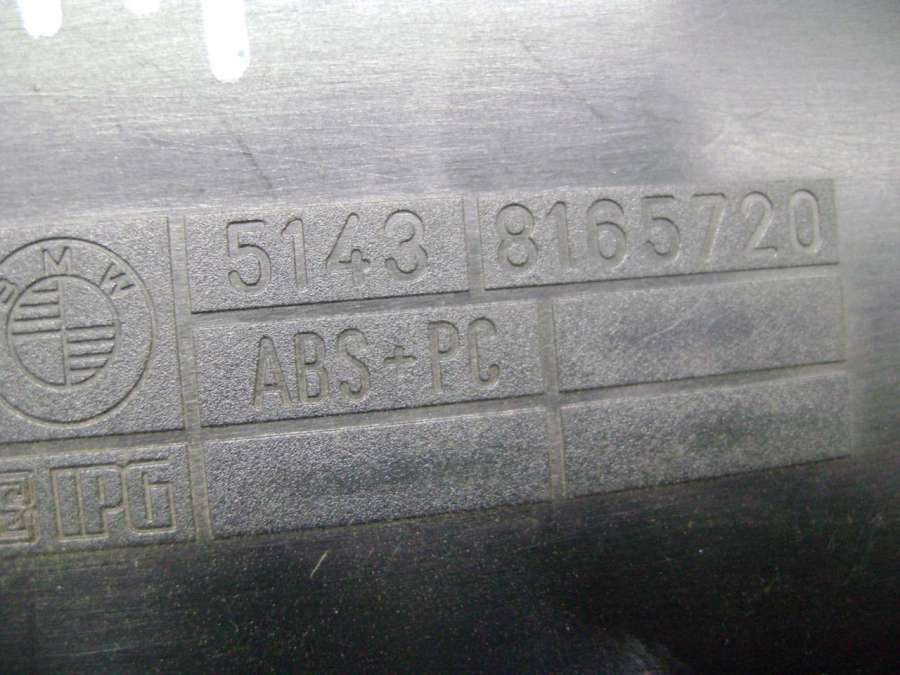 BMW
5143 8165720
ABS+PC
IPG